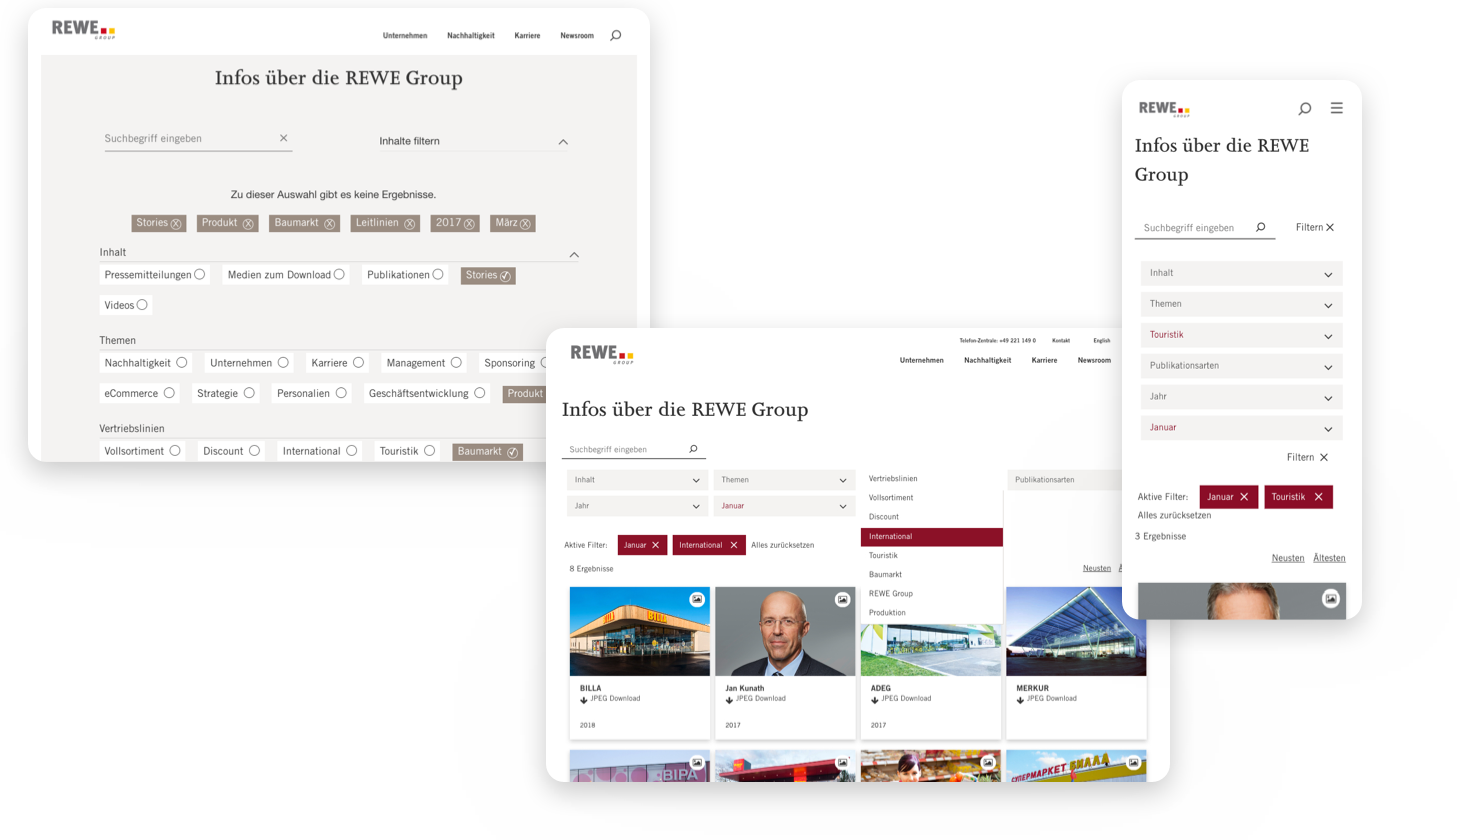 REWE
GROUP
Unternehmen Nachhaltigkeit Karriere Newsroom
Infos über die REWE Group
Suchbegriff eingeben
Inhalte filtern
Zu dieser Auswahl gibt es keine Ergebnisse.
Stories Produkt Baumarkt Leitlinien 2017 März
Inhalt
Pressemitteilungen Medien zum Download Publikationen Stories
Videos
Themen
Nachhaltigkeit Unternehmen Karriere Management Sponsoring
eCommerce Strategie Personalien Geschäftsentwicklung Produkt
Vertriebslinien
Vollsortiment Discount International Touristik Baumarkt
REWE
GROUP
Telefon-Zentrale: +49 221 149 0 Kontakt English
Unternehmen Nachhaltigkeit Karriere Newsroom
Infos über die REWE Group
Suchbegriff eingeben
Inhalt Themen
Jahr Januar
Vertriebslinien
Vollsortiment
Discount
International
Touristik
Baumarkt
REWE Group
Produktion
Publikationsarten
Aktive Filter: Januar International Alles zurücksetzen
8 Ergebnisse
Neusten
BILLA
BILLA
JPEG Download
2018
Jan Kunath
JPEG Download
2017
ADEG
JPEG Download
2017
MERKUR
JPEG Download
BIPA
СУПЕРМАРКЕТ БИЛЛА
REWE
GROUP
Infos über die REWE
Group
Suchbegriff eingeben
Filtern
Inhalt
Themen
Touristik
Publikationsarten
Jahr
Januar
Filtern
Aktive Filter: Januar Touristik
Alles zurücksetzen
3 Ergebnisse
Neusten Ältesten